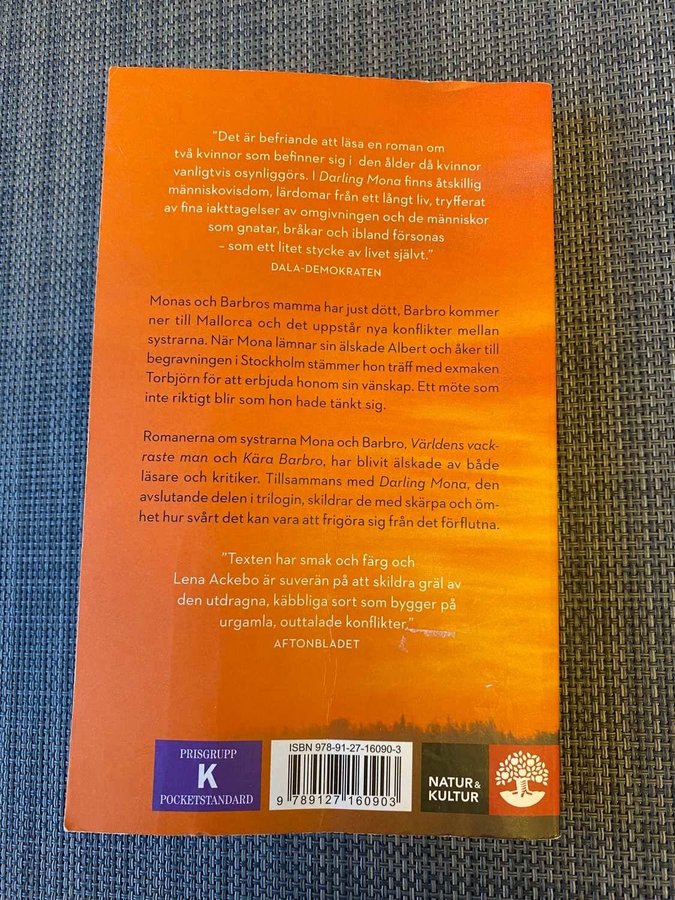 "Det är befriande att läsa en roman om
två kvinnor som befinner sig i den ålder då kvinnor
vanligtvis osynliggörs. I Darling Mona finns åtskillig
människovisdom, lärdomar från ett långt liv, tryfferat
av fina iakttagelser av omgivningen och de människor
som gnatar, bråkar och ibland försonas
– som ett litet stycke av livet självt."
DALA-DEMOKRATEN
Monas och Barbros mamma har just dött, Barbro kommer
ner till Mallorca och det uppstår nya konflikter mellan
systrarna. När Mona lämnar sin älskade Albert och åker till
begravningen i Stockholm stämmer hon träff med exmaken
Torbjörn för att erbjuda honom sin vänskap. Ett möte som
inte riktigt blir som hon hade tänkt sig.
Romanerna om systrarna Mona och Barbro, Världens vack-
raste man och Kära Barbro, har blivit älskade av både
läsare och kritiker. Tillsammans med Darling Mona, den
avslutande delen i trilogin, skildrar de med skärpa och öm-
het hur svårt det kan vara att frigöra sig från det förflutna.
"Texten har smak och färg och
Lena Ackebo är suverän på att skildra gräl av
den utdragna, käbbliga sort som bygger på
urgamla, outtalade konflikter."
AFTONBLADET
PRISGRUPP
K
POCKETSTANDARD
ISBN 978-91-27-16090-3
9 789127 160903
NATUR &
KULTUR